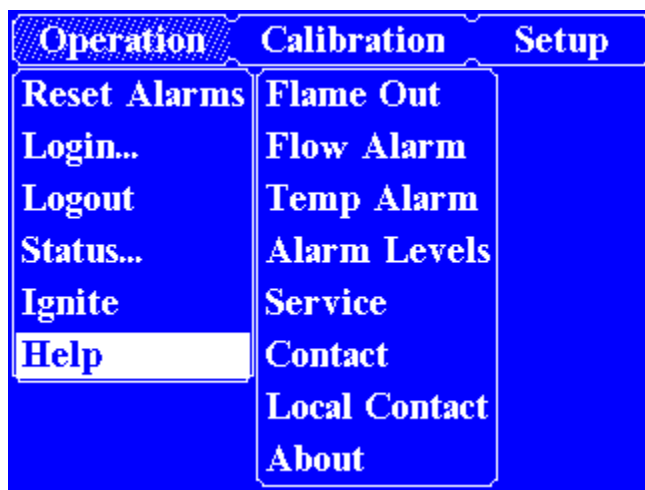 Operation Calibration Setup
Reset Alarms
Login...
Logout
Status...
Ignite
Help
Flame Out
Flow Alarm
Temp Alarm
Alarm Levels
Service
Contact
Local Contact
About